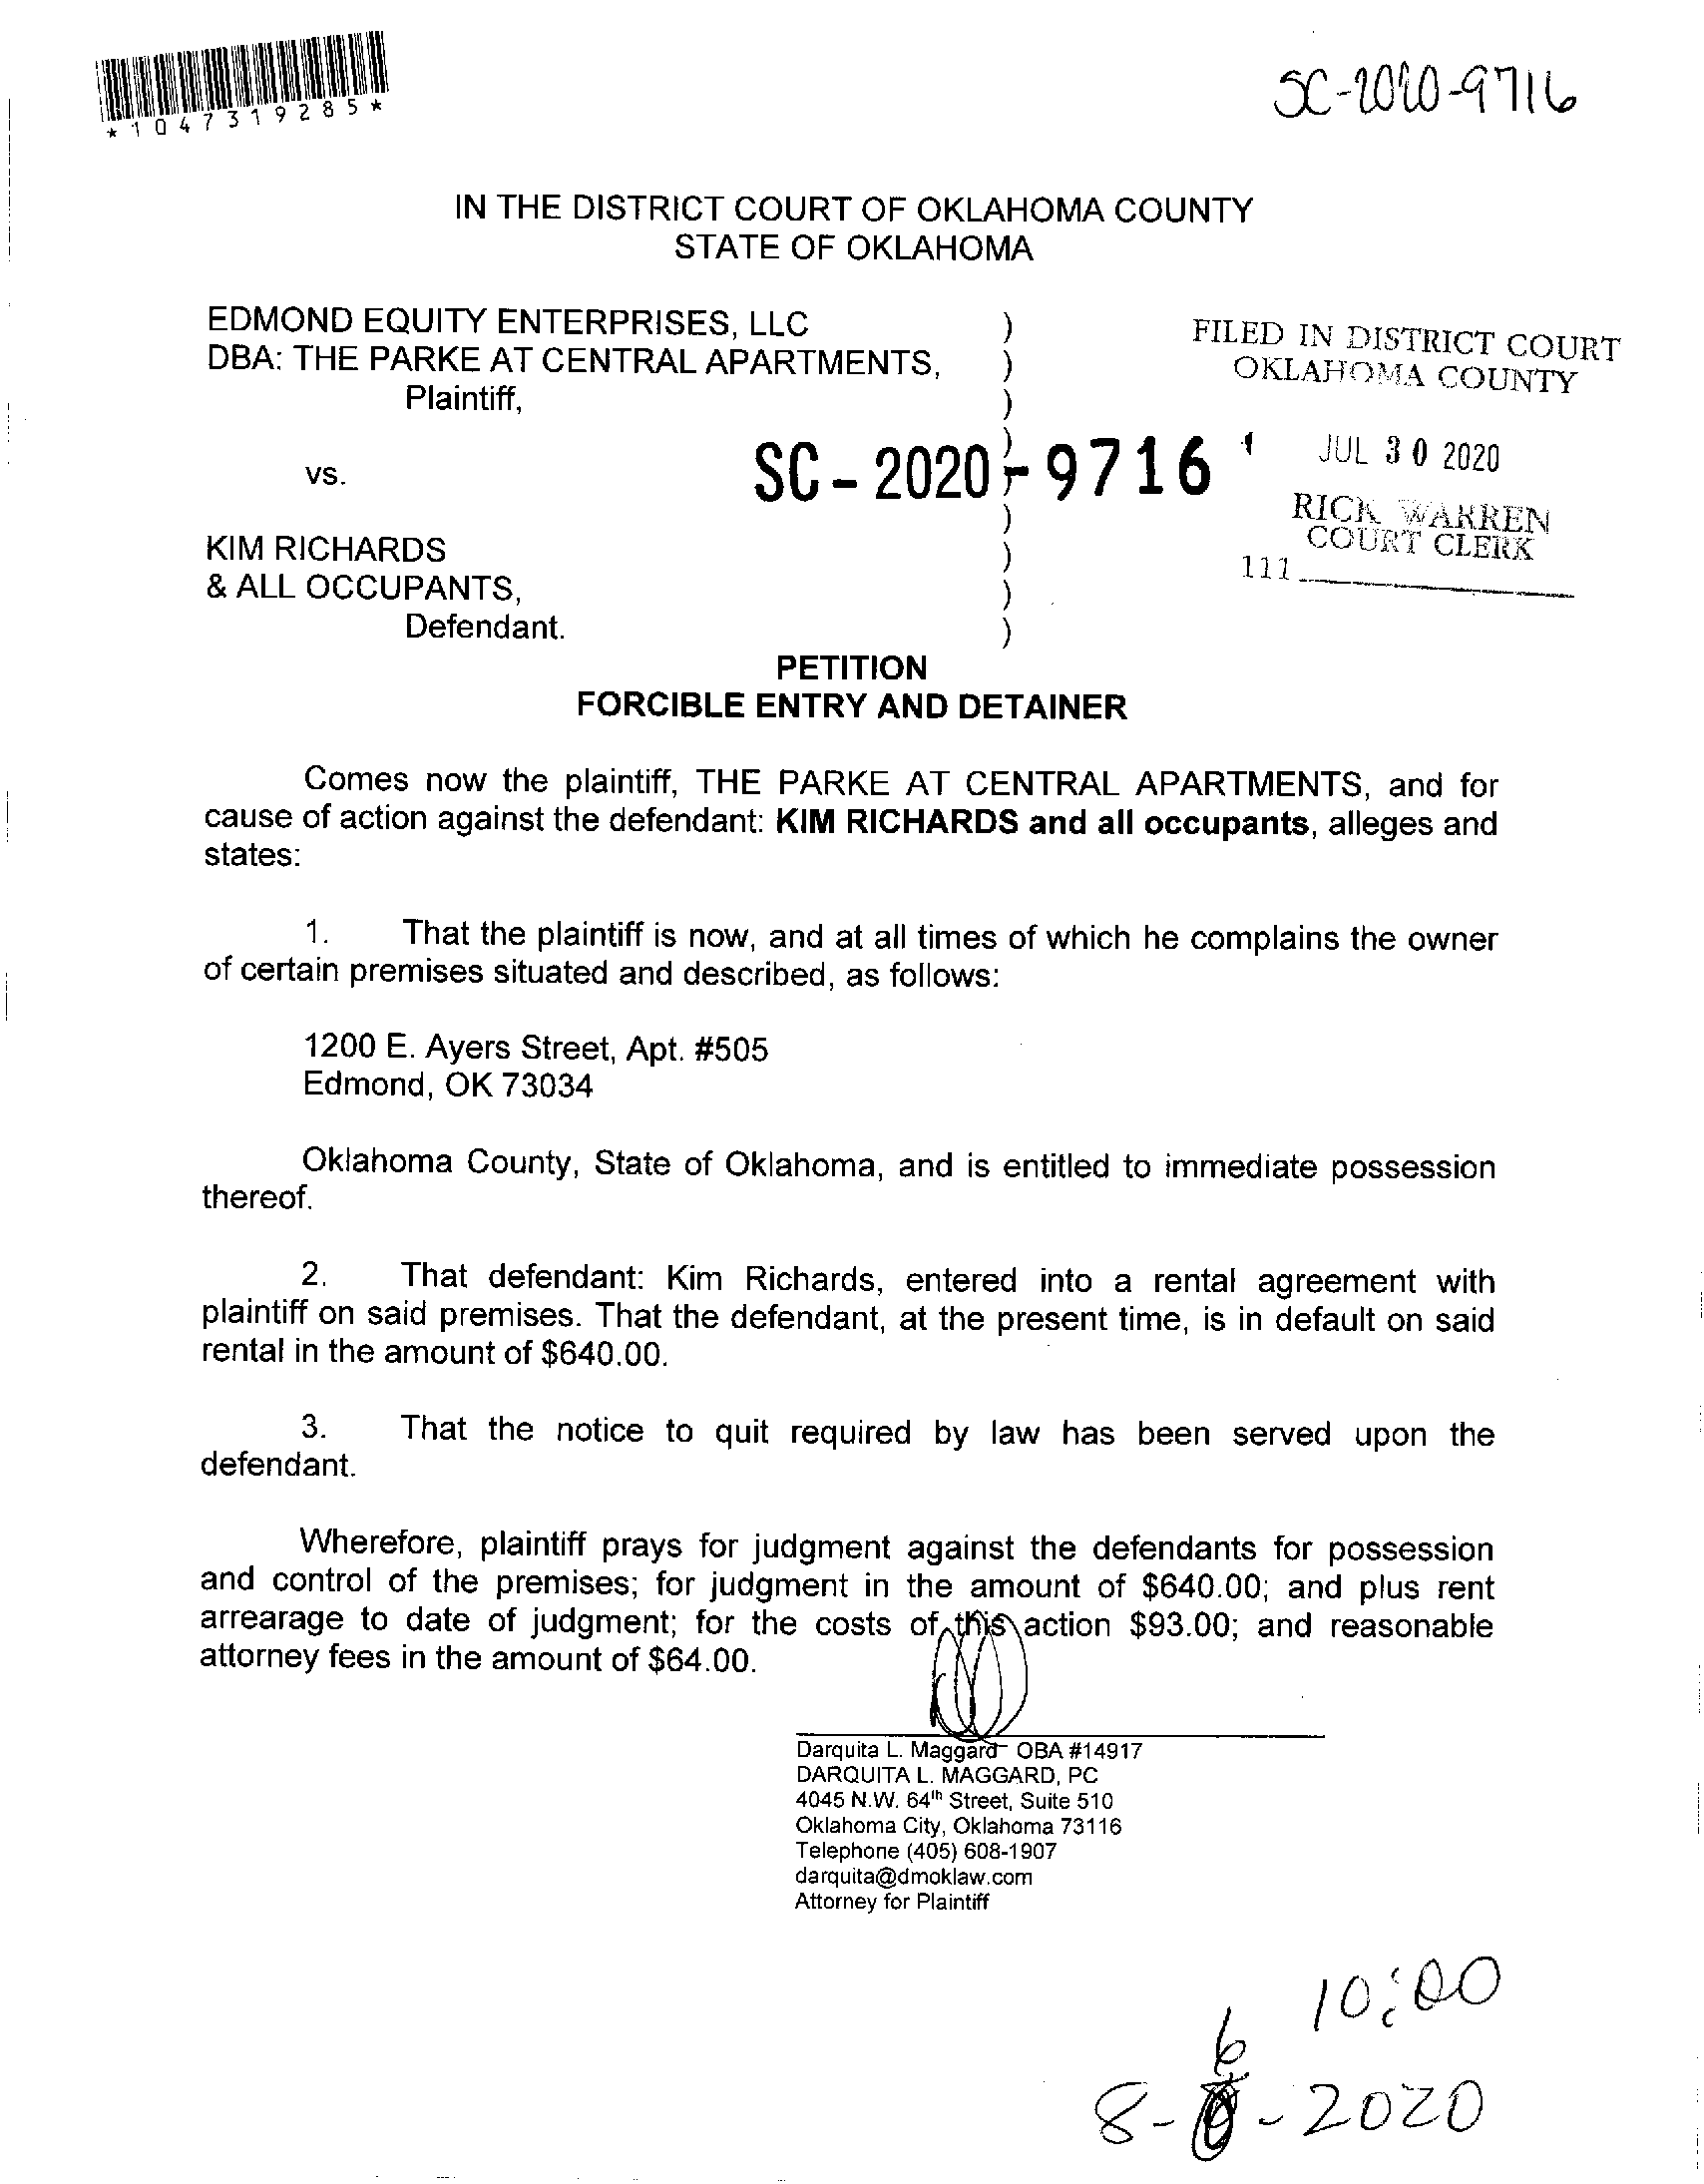 *1047319285*
SC-2020-9716
IN THE DISTRICT COURT OF OKLAHOMA COUNTY
STATE OF OKLAHOMA
EDMOND EQUITY ENTERPRISES, LLC )
DBA: THE PARKE AT CENTRAL APARTMENTS, )
Plaintiff, )
FILED IN DISTRICT COURT
OKLAHOMA COUNTY
JUL 30 2020
RICK WARREN
COURT CLERK
111
vs. )
SC-2020-9716
)
KIM RICHARDS )
& ALL OCCUPANTS, )
Defendant. )
PETITION
FORCIBLE ENTRY AND DETAINER
Comes now the plaintiff, THE PARKE AT CENTRAL APARTMENTS, and for
cause of action against the defendant: KIM RICHARDS and all occupants, alleges and
states:
1. That the plaintiff is now, and at all times of which he complains the owner
of certain premises situated and described, as follows:
1200 E. Ayers Street, Apt. #505
Edmond, OK 73034
Oklahoma County, State of Oklahoma, and is entitled to immediate possession
thereof.
2. That defendant: Kim Richards, entered into a rental agreement with
plaintiff on said premises. That the defendant, at the present time, is in default on said
rental in the amount of $640.00.
3. That the notice to quit required by law has been served upon the
defendant.
Wherefore, plaintiff prays for judgment against the defendants for possession
and control of the premises; for judgment in the amount of $640.00; and plus rent
arrearage to date of judgment; for the costs of this action $93.00; and reasonable
attorney fees in the amount of $64.00.
Darquita L. Maggard OBA #14917
DARQUITA L. MAGGARD, PC
4045 N.W. 64th Street, Suite 510
Oklahoma City, Oklahoma 73116
Telephone (405) 608-1907
darquita@dmoklaw.com
Attorney for Plaintiff
10:00
8-6-2020